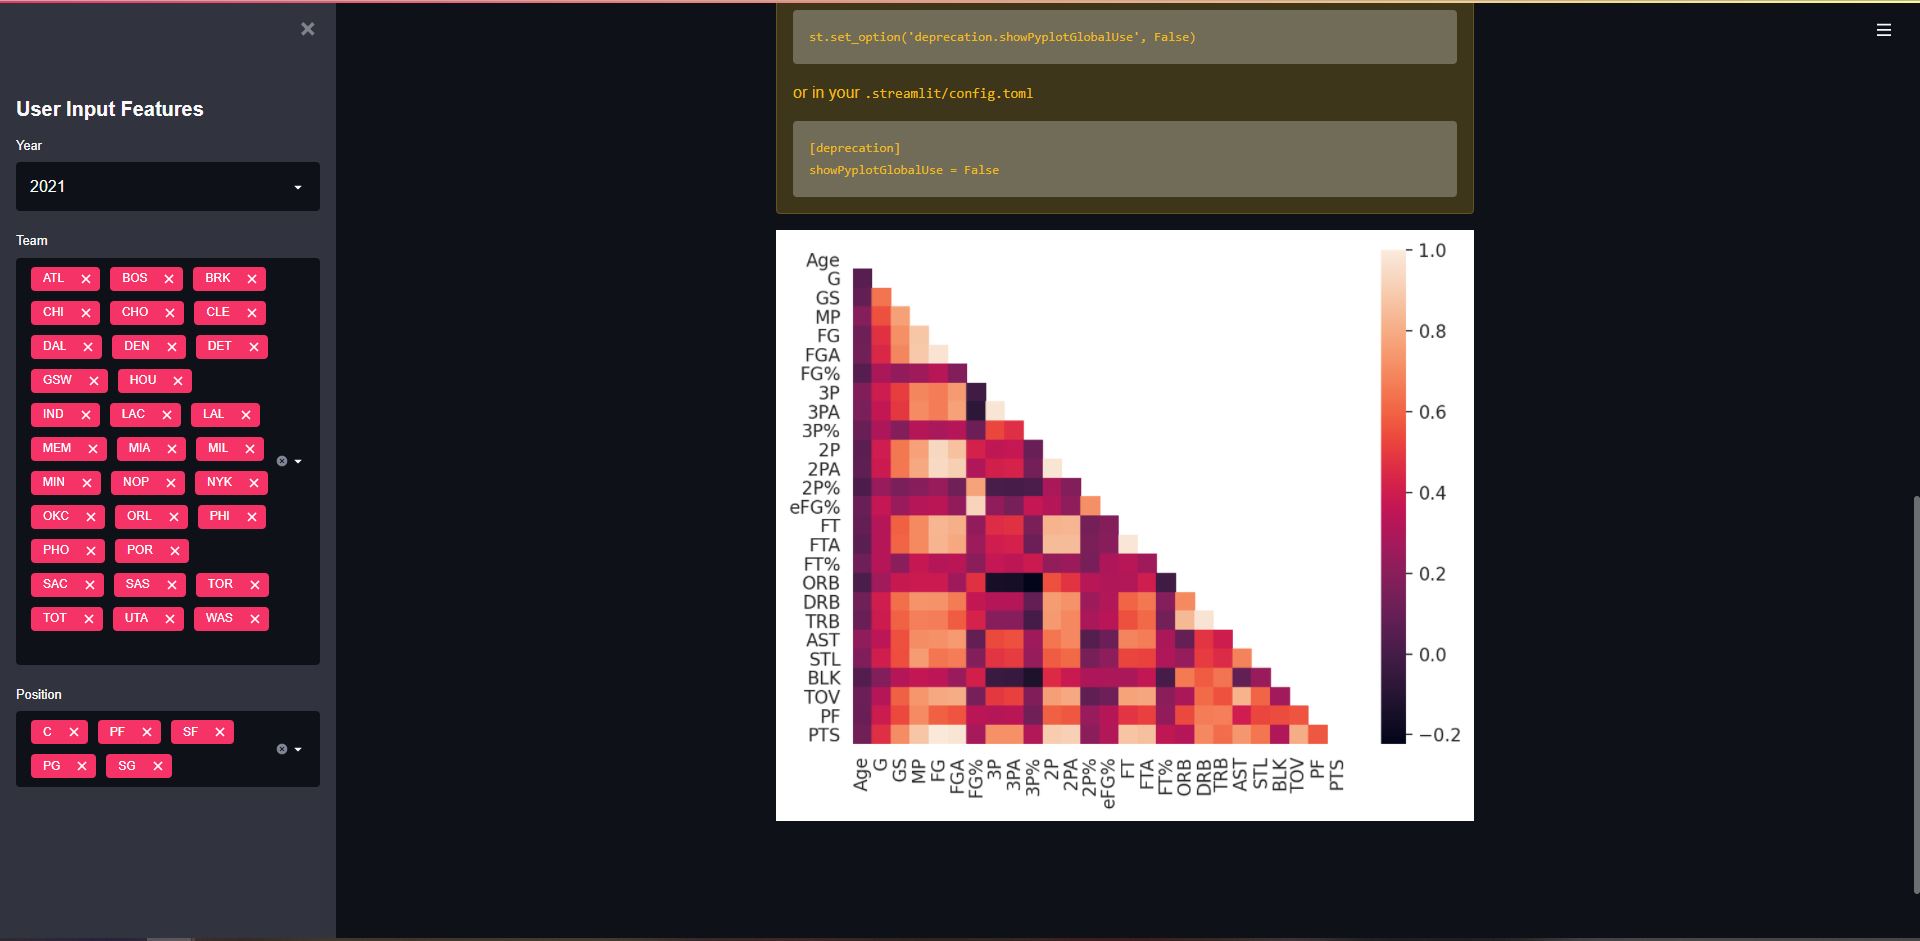 User Input Features
Year
2021
Team
ATL BOS BRK
CHI CHO CLE
DAL DEN DET
GSW HOU
IND LAC LAL
MEM MIA MIL
MIN NOP NYK
OKC ORL PHI
PHO POR
SAC SAS TOR
TOT UTA WAS
Position
C PF SF
PG SG
st.set_option('deprecation.showPyplotGlobalUse', False)
or in your .streamlit/config.toml
[deprecation]
showPyplotGlobalUse = False
Age
G
GS
MP
FG
FGA
FG%
3P
3PA
3P%
2P
2PA
2P%
eFG%
FT
FTA
FT%
ORB
DRB
TRB
AST
STL
BLK
TOV
PF
PTS
Age G GS MP FG FGA FG% 3P 3PA 3P% 2P 2PA 2P% eFG% FT FTA FT% ORB DRB TRB AST STL BLK TOV PF PTS
1.0
0.8
0.6
0.4
0.2
0.0
−0.2